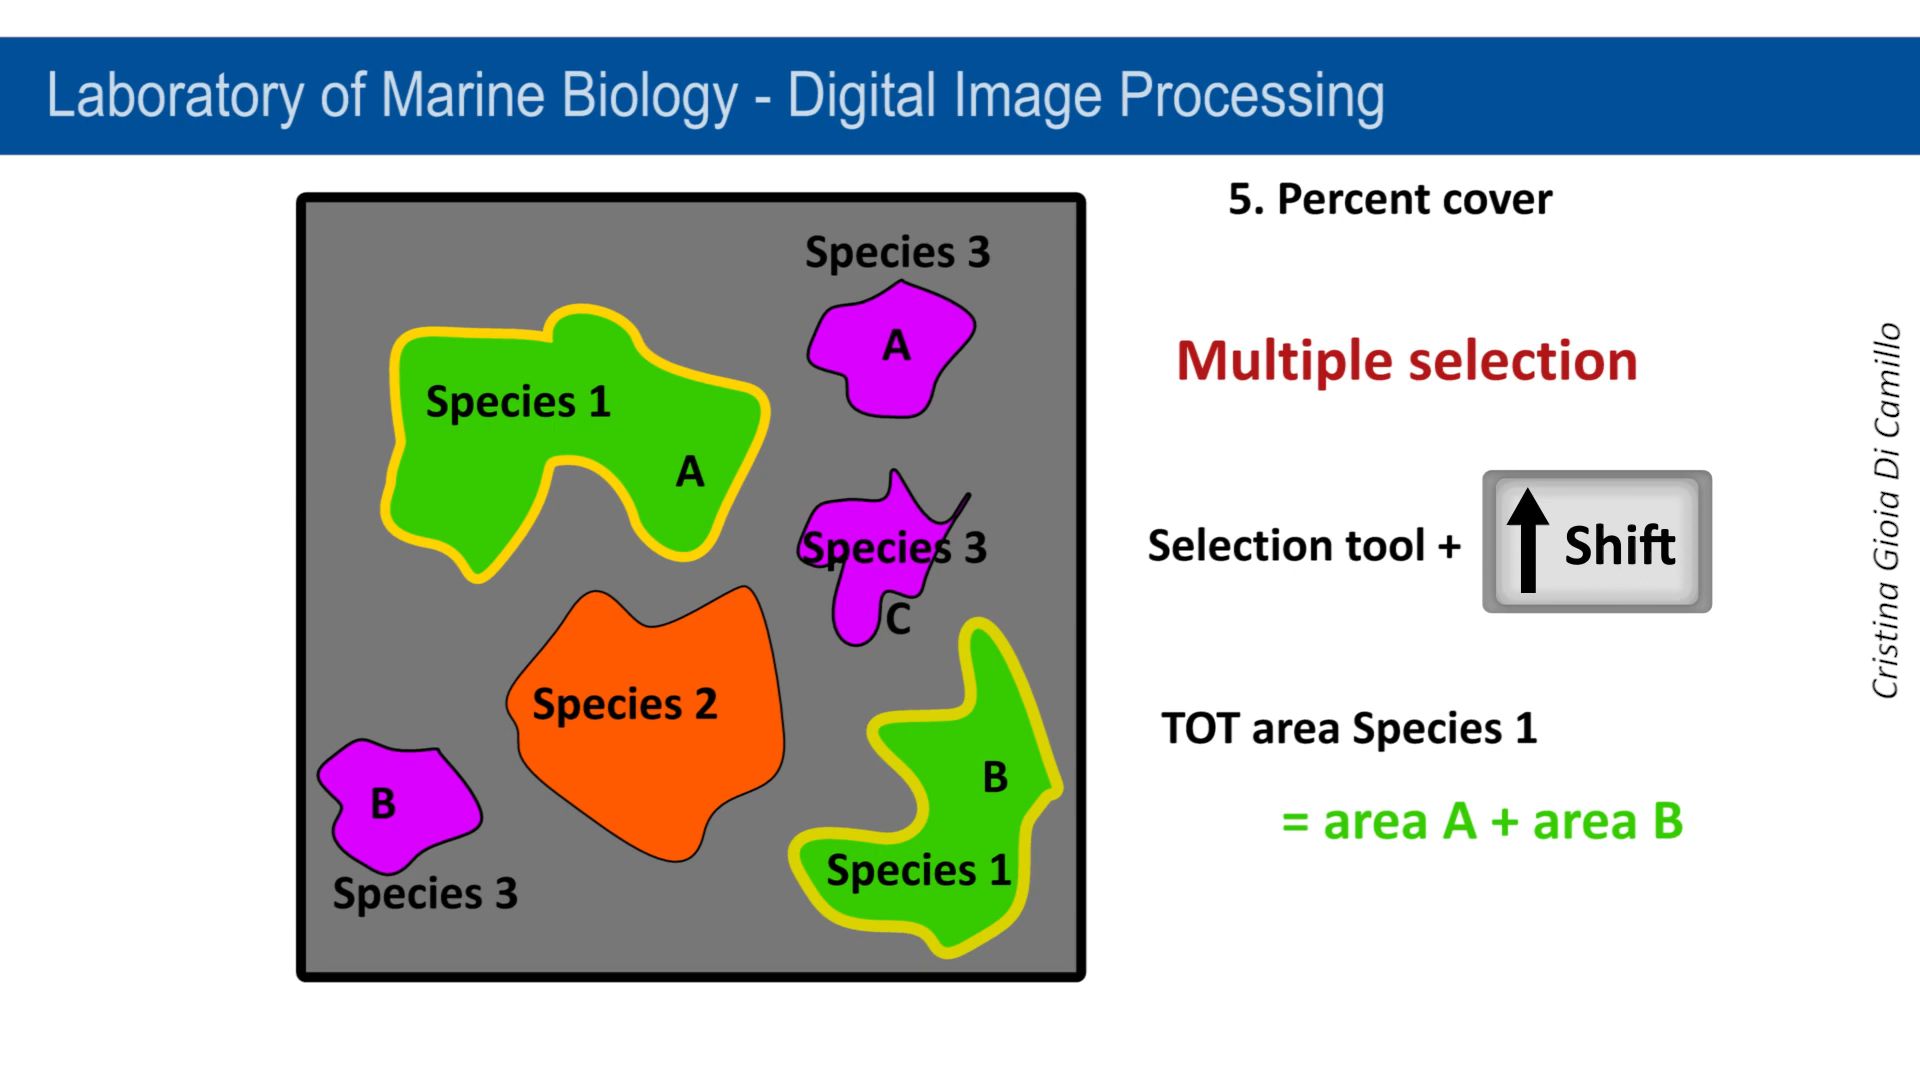 Laboratory of Marine Biology - Digital Image Processing
5. Percent cover
Species 3
A
Species 1
A
Species 3
C
Species 2
B
Species 3
B
Species 1
Multiple selection
Selection tool + Shift
TOT area Species 1
= area A + area B
Cristina Gioia Di Camillo